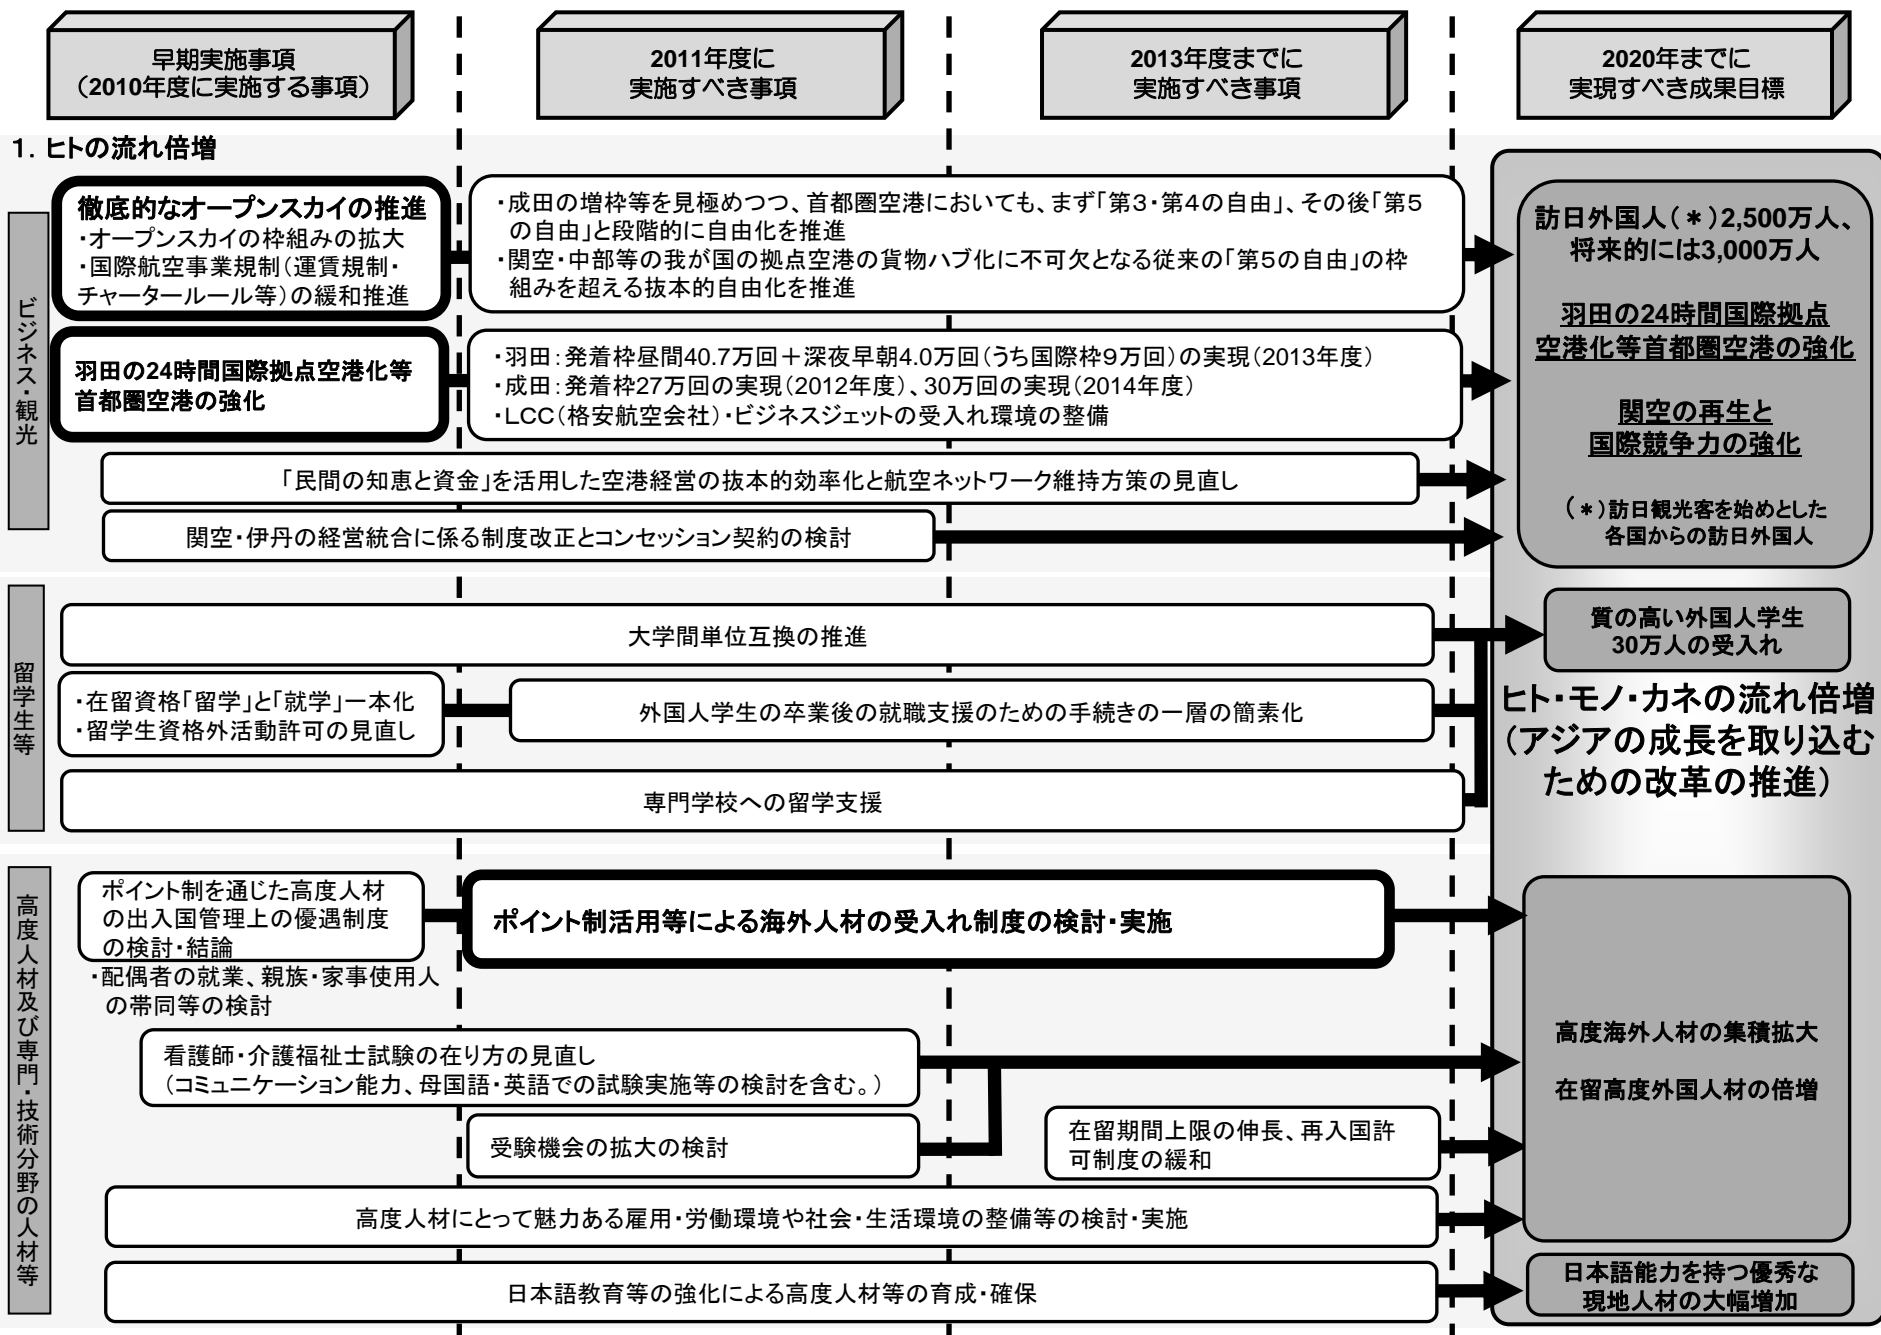 早期実施事項
(2010年度に実施する事項)
2011年度に
実施すべき事項
2013年度までに
実施すべき事項
2020年までに
実現すべき成果目標
1. ヒトの流れ倍増
ビジネス・観光
徹底的なオープンスカイの推進
・オープンスカイの枠組みの拡大
・国際航空事業規制(運賃規制・
チャータールール等)の緩和推進
・成田の増枠等を見極めつつ、首都圏空港においても、まず「第3・第4の自由」、その後「第5
の自由」と段階的に自由化を推進
・関空・中部等の我が国の拠点空港の貨物ハブ化に不可欠となる従来の「第5の自由」の枠
組みを超える抜本的自由化を推進
羽田の24時間国際拠点空港化等
首都圏空港の強化
・羽田:発着枠昼間40.7万回+深夜早朝4.0万回(うち国際枠9万回)の実現(2013年度)
・成田:発着枠27万回の実現(2012年度)、30万回の実現(2014年度)
・LCC(格安航空会社)・ビジネスジェットの受入れ環境の整備
「民間の知恵と資金」を活用した空港経営の抜本的効率化と航空ネットワーク維持方策の見直し
関空・伊丹の経営統合に係る制度改正とコンセッション契約の検討
訪日外国人(*)2,500万人、
将来的には3,000万人
羽田の24時間国際拠点
空港化等首都圏空港の強化
関空の再生と
国際競争力の強化
(*)訪日観光客を始めとした
各国からの訪日外国人
留学生等
大学間単位互換の推進
・在留資格「留学」と「就学」一本化
・留学生資格外活動許可の見直し
外国人学生の卒業後の就職支援のための手続きの一層の簡素化
専門学校への留学支援
質の高い外国人学生
30万人の受入れ
ヒト・モノ・カネの流れ倍増
(アジアの成長を取り込む
ための改革の推進)
高度人材及び専門・技術分野の人材等
ポイント制を通じた高度人材
の出入国管理上の優遇制度
の検討・結論
・配偶者の就業、親族・家事使用人
の帯同等の検討
ポイント制活用等による海外人材の受入れ制度の検討・実施
看護師・介護福祉士試験の在り方の見直し
(コミュニケーション能力、母国語・英語での試験実施等の検討を含む。)
受験機会の拡大の検討
在留期間上限の伸長、再入国許
可制度の緩和
高度人材にとって魅力ある雇用・労働環境や社会・生活環境の整備等の検討・実施
日本語教育等の強化による高度人材等の育成・確保
高度海外人材の集積拡大
在留高度外国人材の倍増
日本語能力を持つ優秀な
現地人材の大幅増加